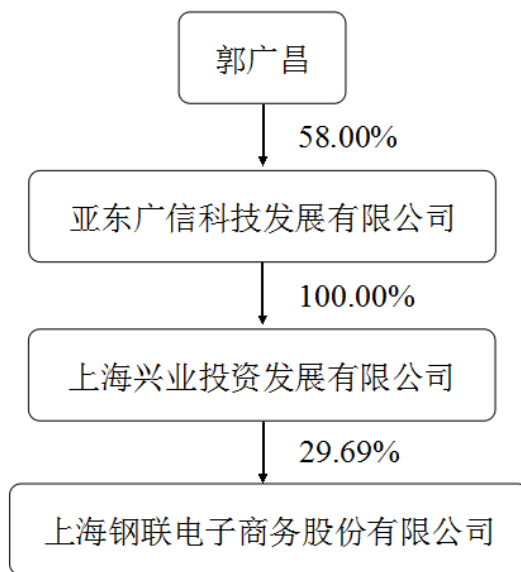 郭广昌
58.00%
亚东广信科技发展有限公司
100.00%
上海兴业投资发展有限公司
29.69%
上海钢联电子商务股份有限公司